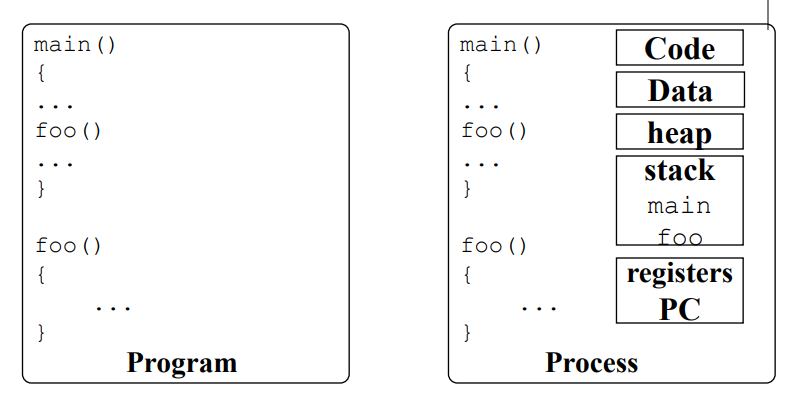 main()
{
...
foo()
...
}
foo()
{
...
}
Program
main()
{
...
foo()
...
}
foo()
{
...
}
Code
Data
heap
stack
main
foo
registers
PC
Process